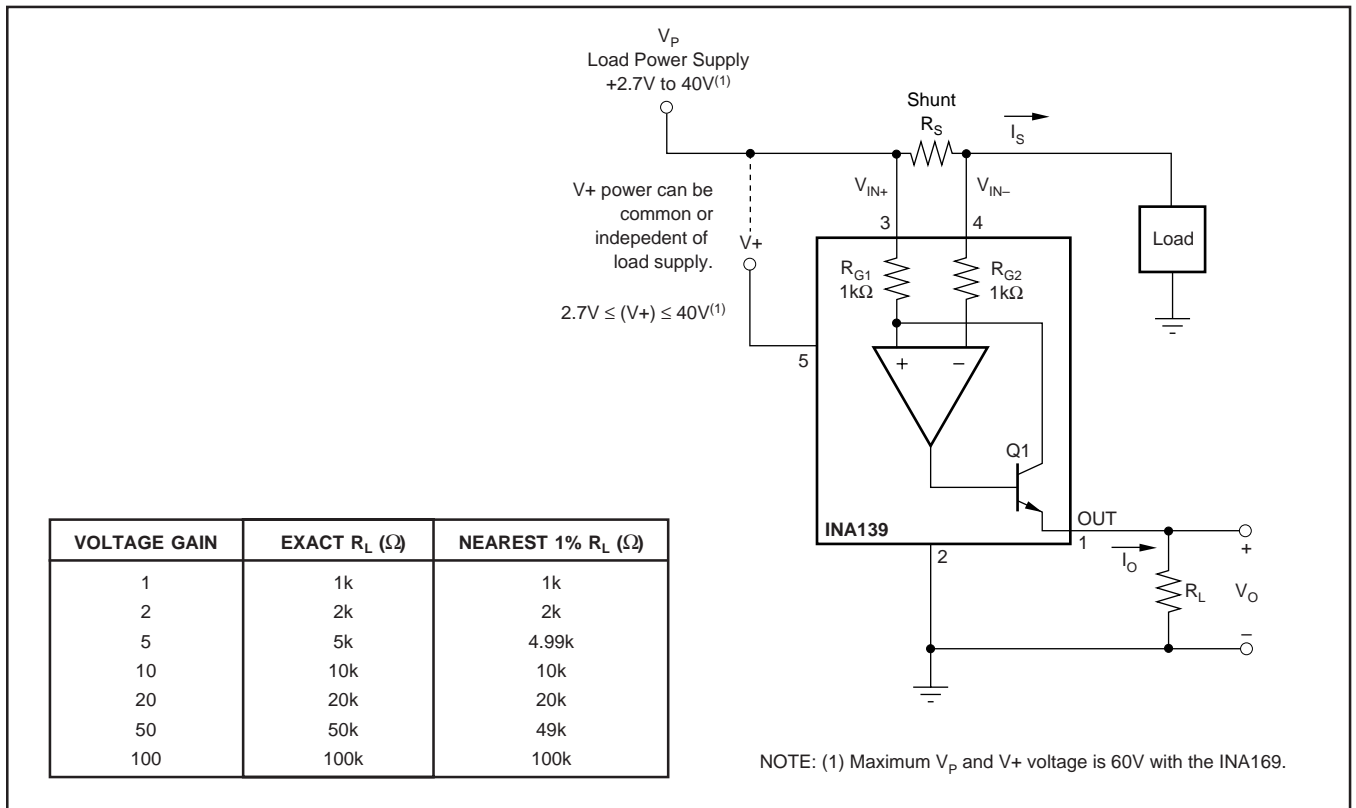 V_P
Load Power Supply
+2.7V to 40V(1)
Shunt
R_S
I_S
V+ power can be
common or
indepedent of
load supply.
V+
V_IN+
V_IN–
3
4
Load
R_G1
1kΩ
R_G2
1kΩ
2.7V ≤ (V+) ≤ 40V(1)
5
+
–
Q1
INA139
OUT
1
2
I_O
R_L
+
V_O
–
VOLTAGE GAIN EXACT R_L (Ω) NEAREST 1% R_L (Ω)
1 1k 1k
2 2k 2k
5 5k 4.99k
10 10k 10k
20 20k 20k
50 50k 49k
100 100k 100k
NOTE: (1) Maximum V_P and V+ voltage is 60V with the INA169.